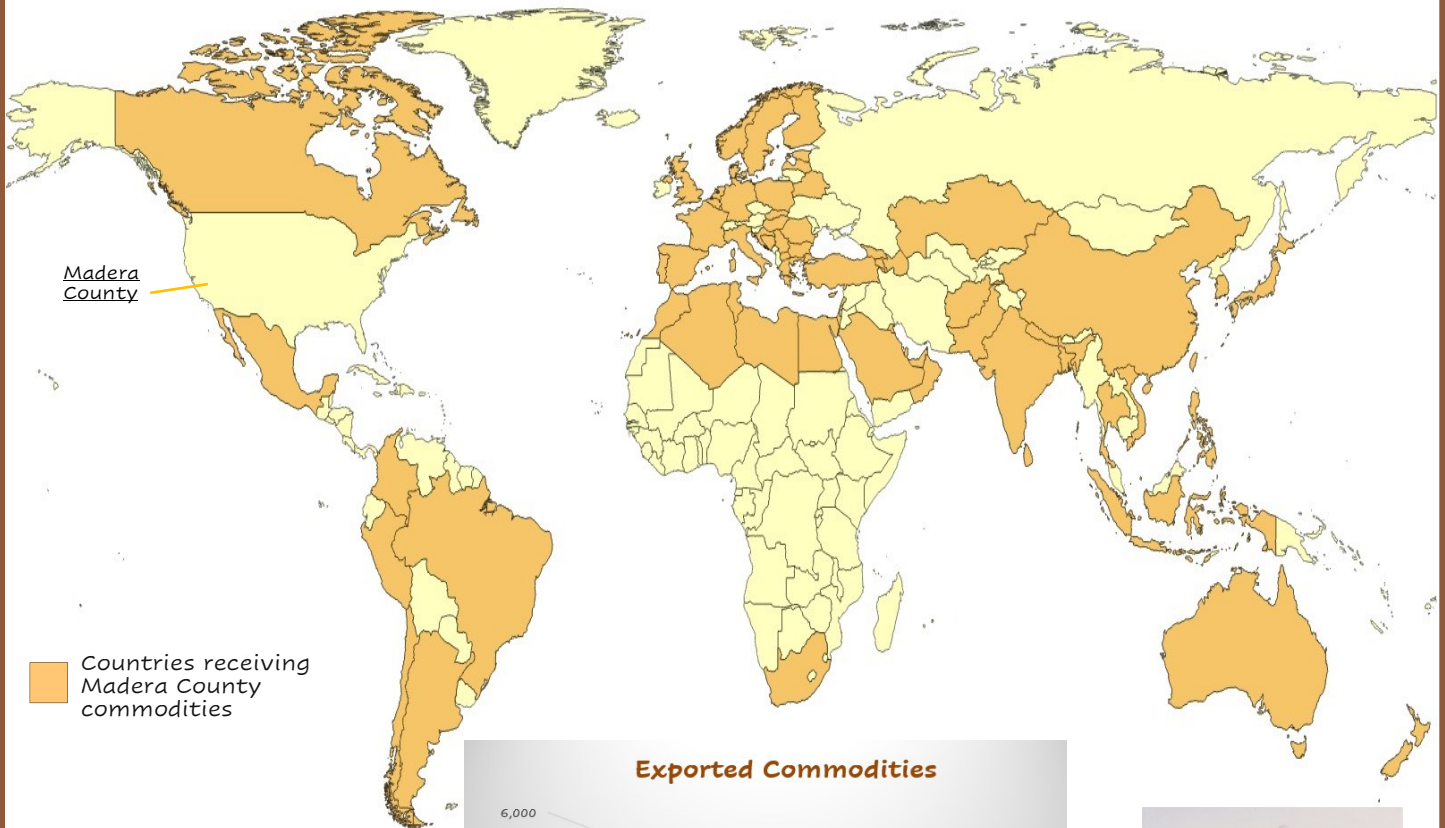 Madera
County
Countries receiving
Madera County
commodities
Exported Commodities
6,000